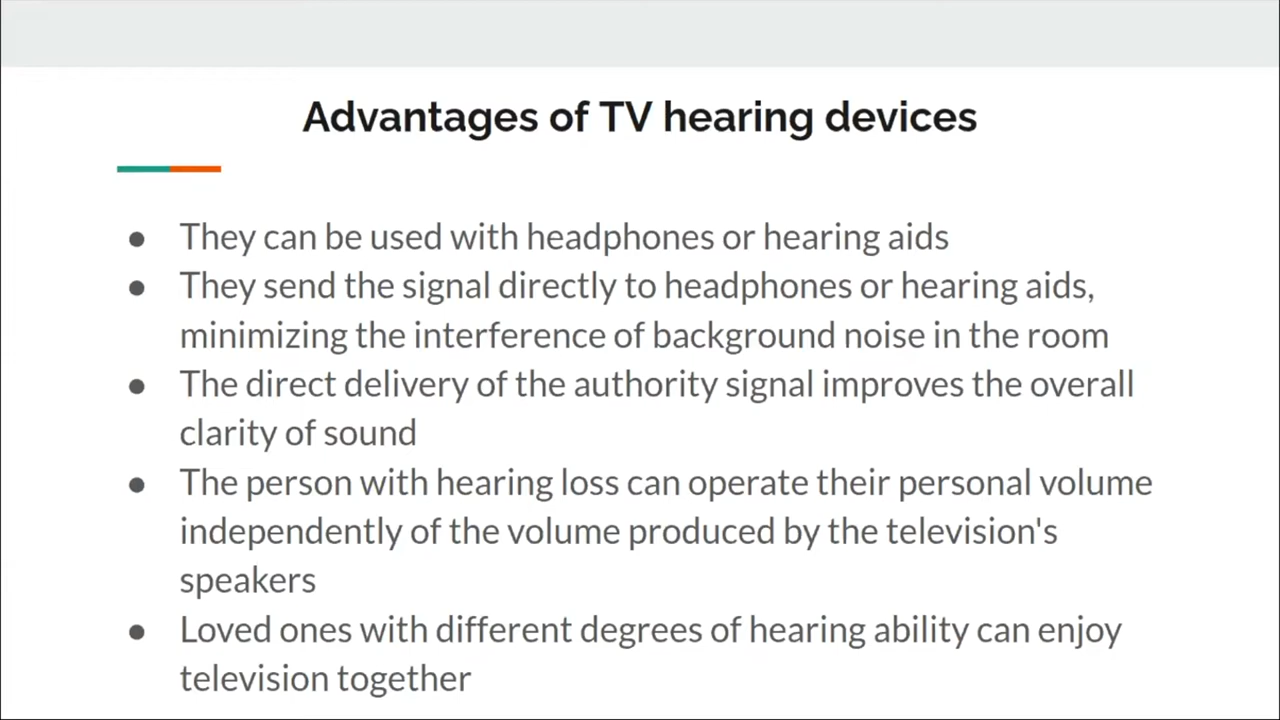 Advantages of TV hearing devices
● They can be used with headphones or hearing aids
● They send the signal directly to headphones or hearing aids,
minimizing the interference of background noise in the room
● The direct delivery of the authority signal improves the overall
clarity of sound
● The person with hearing loss can operate their personal volume
independently of the volume produced by the television's
speakers
● Loved ones with different degrees of hearing ability can enjoy
television together